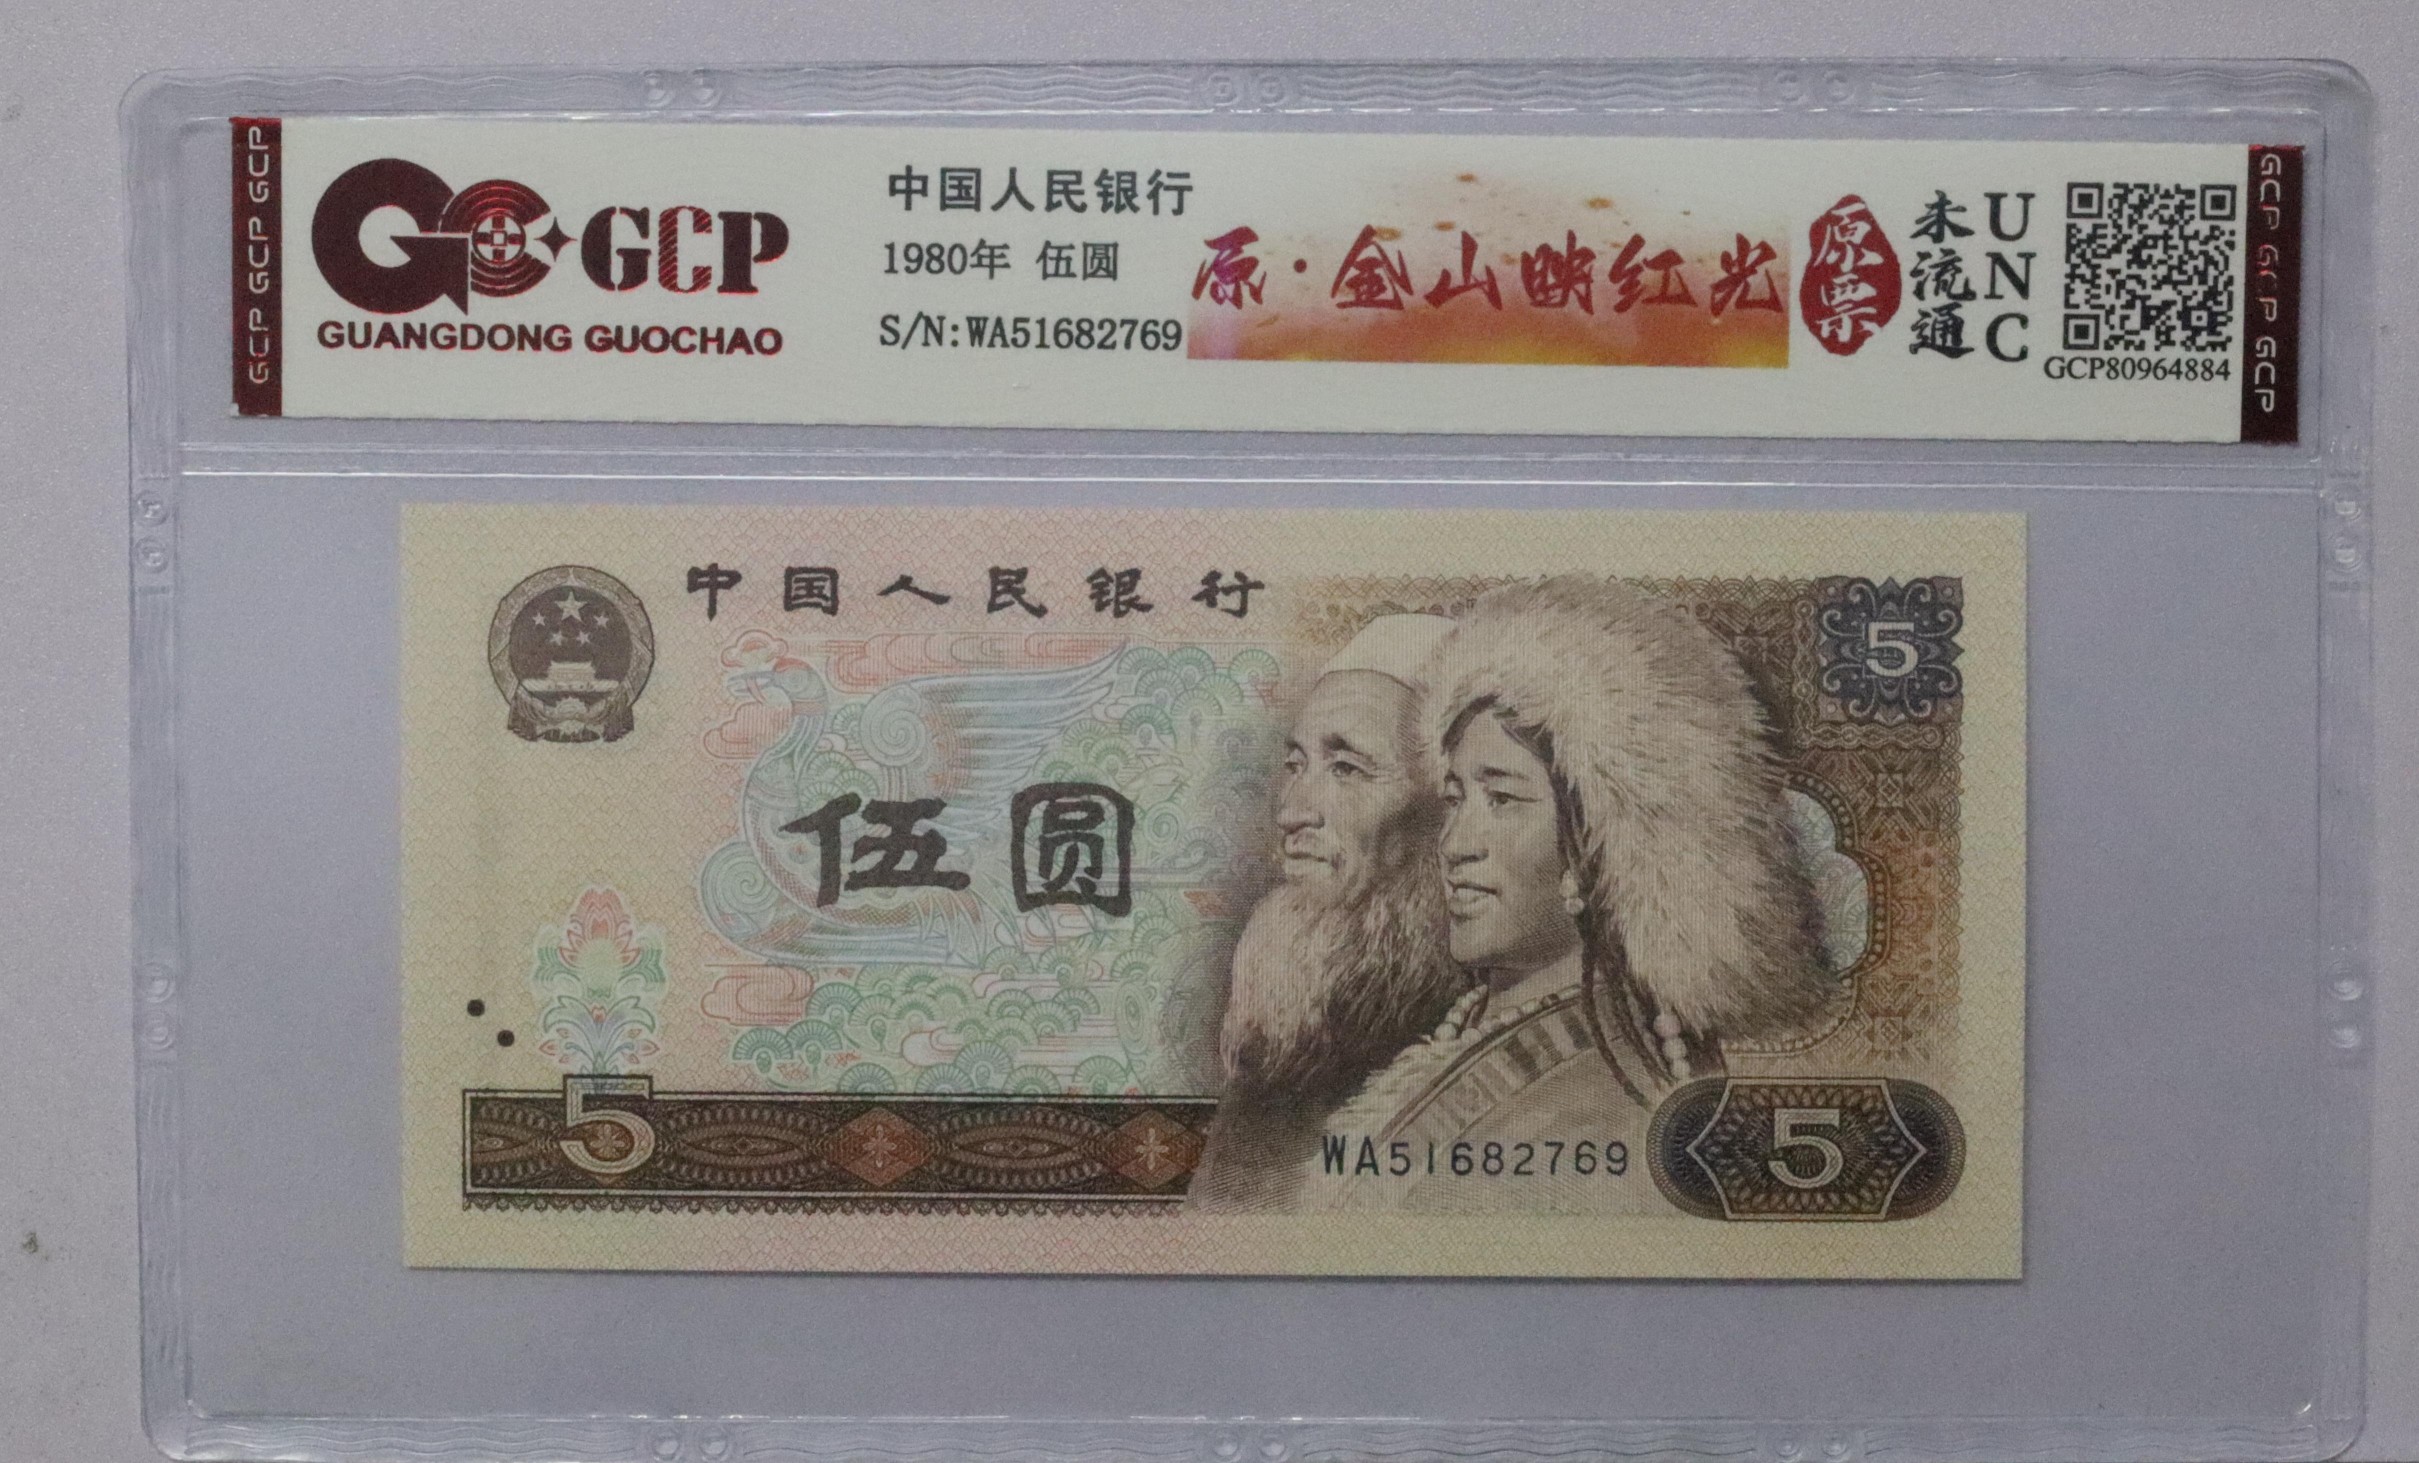 GCP GCP GCP
GC GCP
GUANGDONG GUOCHAO
中国人民银行
1980年 伍圆
S/N:WA51682769
原·金山映红光
原票
未流通
UNC
GCP80964884
GCP GCP GCP
中国人民银行
5
伍圆
5
WA51682769
5